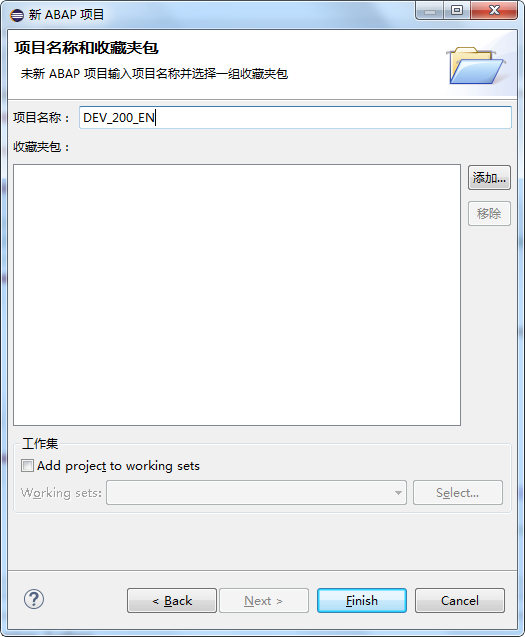 新 ABAP 项目
项目名称和收藏夹包
未新 ABAP 项目输入项目名称并选择一组收藏夹包
项目名称： DEV_200_EN
收藏夹包：
添加...
移除
工作集
Add project to working sets
Working sets:
Select...
?
< Back
Next >
Finish
Cancel